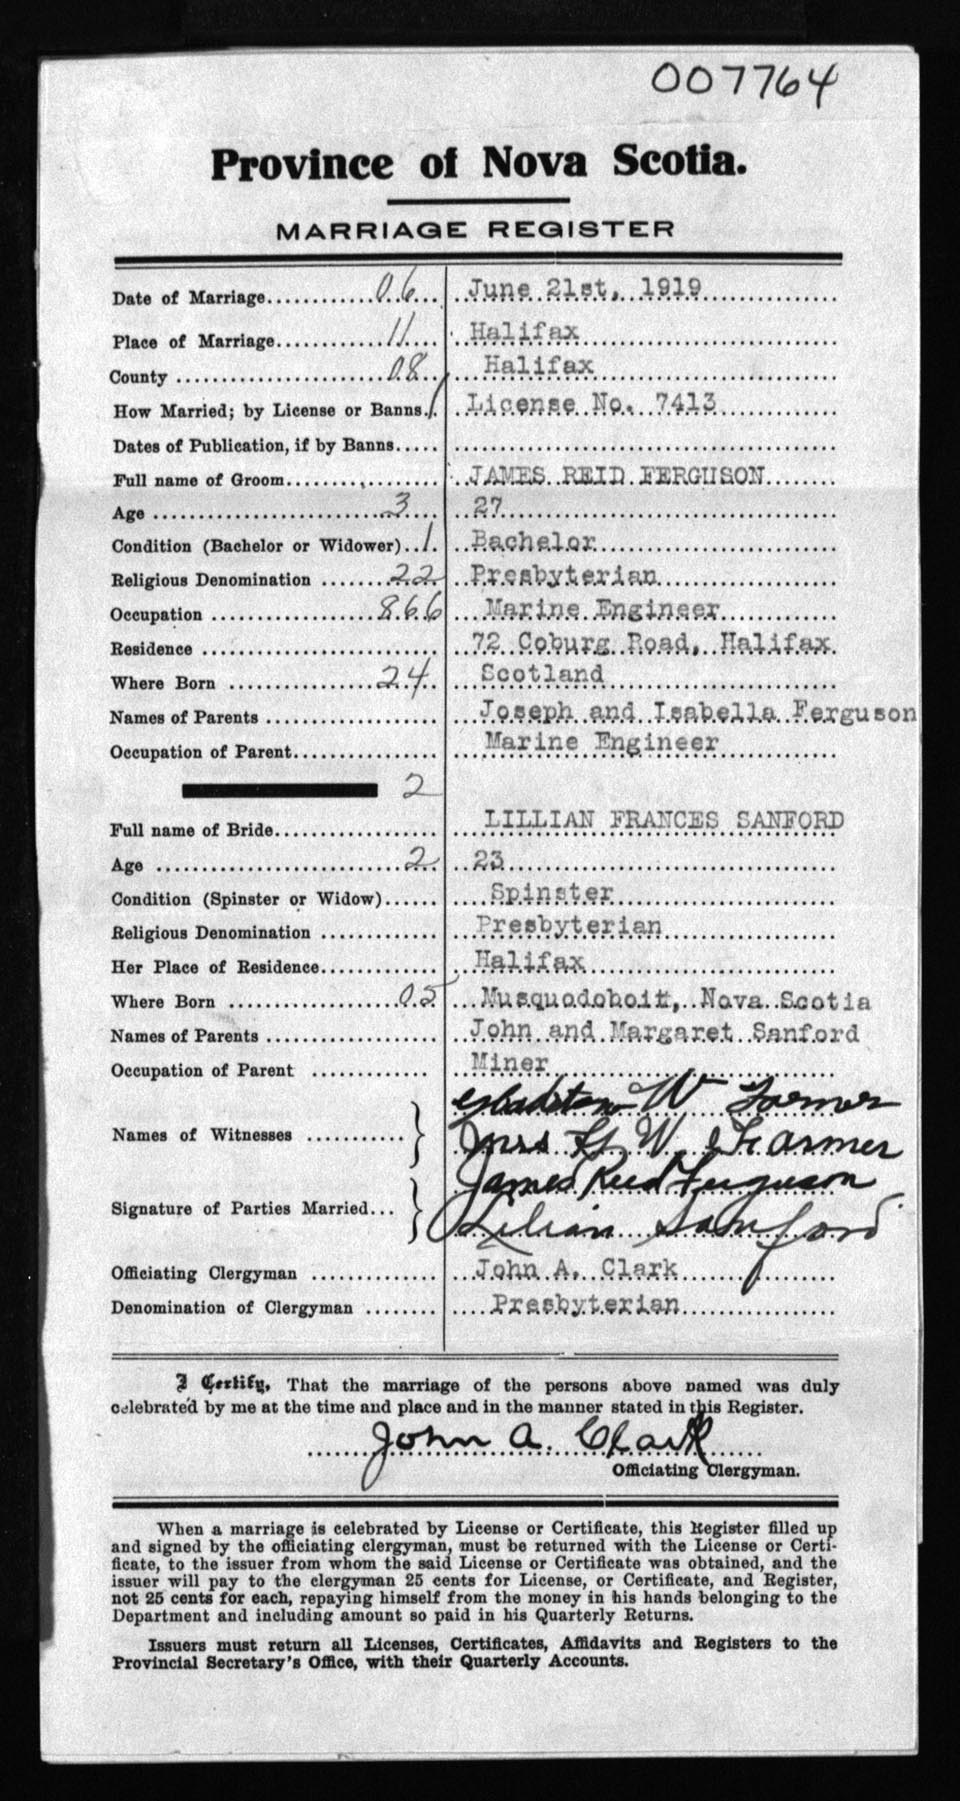 007764
Province of Nova Scotia.
MARRIAGE REGISTER
Date of Marriage............06... June 21st, 1919
Place of Marriage............11... Halifax
County ........................08... Halifax
How Married; by License or Banns.1. License No. 7413
Dates of Publication, if by Banns.....
Full name of Groom.................. JAMES REID FERGUSON
Age ..........................3.. 27
Condition (Bachelor or Widower)..1. Bachelor
Religious Denomination .......22.. Presbyterian
Occupation ..................866 Marine Engineer
Residence ........................... 72 Coburg Road, Halifax
Where Born .................24.. Scotland
Names of Parents .................... Joseph and Isabella Ferguson
Occupation of Parent................. Marine Engineer
2
Full name of Bride................... LILLIAN FRANCES SANFORD
Age ............................2.. 23
Condition (Spinster or Widow)...... Spinster
Religious Denomination .............. Presbyterian
Her Place of Residence.............. Halifax
Where Born ...................05 Musquodoboit, Nova Scotia
Names of Parents .................... John and Margaret Sanford
Occupation of Parent .............. Miner
Gladstone W Farmer
Names of Witnesses ........... Mrs G W Farmer
James Reid Ferguson
Signature of Parties Married... Lilian Sanford
Officiating Clergyman .............. John A. Clark
Denomination of Clergyman ........ Presbyterian
I Certify, That the marriage of the persons above named was duly
celebrated by me at the time and place and in the manner stated in this Register.
John A. Clark
Officiating Clergyman.
When a marriage is celebrated by License or Certificate, this Register filled up
and signed by the officiating clergyman, must be returned with the License or Certi-
ficate, to the issuer from whom the said License or Certificate was obtained, and the
issuer will pay to the clergyman 25 cents for License, or Certificate, and Register,
not 25 cents for each, repaying himself from the money in his hands belonging to the
Department and including amount so paid in his Quarterly Returns.
Issuers must return all Licenses, Certificates, Affidavits and Registers to the
Provincial Secretary's Office, with their Quarterly Accounts.